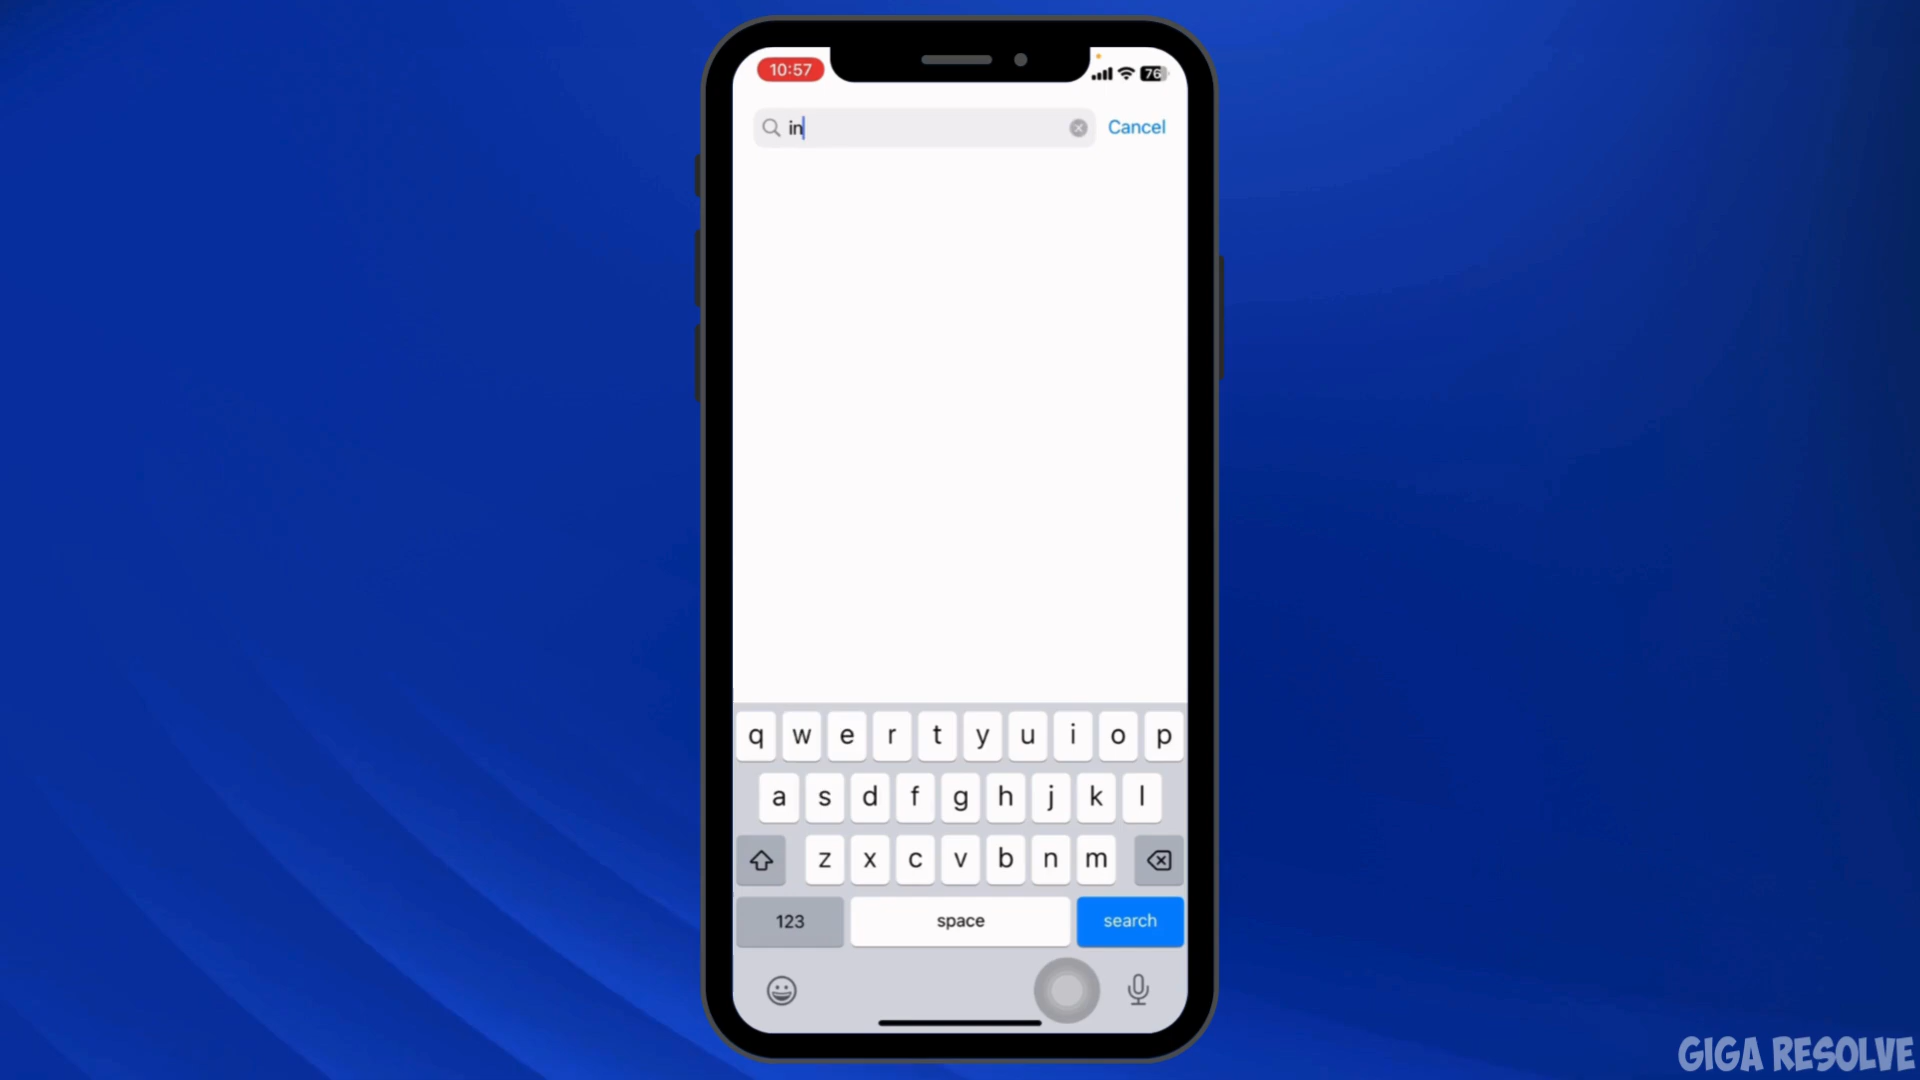 10:57
76
in
Cancel
q w e r t y u i o p
a s d f g h j k l
z x c v b n m
123 space search
GIGA RESOLVE